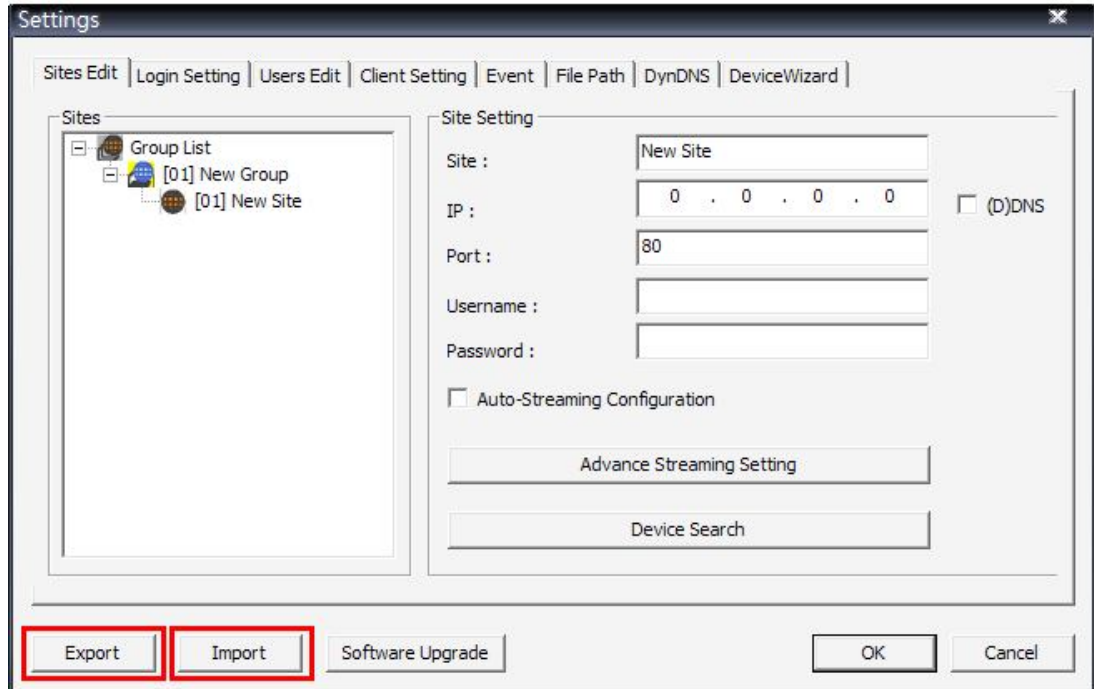 Settings
Sites Edit Login Setting Users Edit Client Setting Event File Path DynDNS DeviceWizard
Sites
Group List
[01] New Group
[01] New Site
Site Setting
Site : New Site
IP : 0 . 0 . 0 . 0 (D)DNS
Port : 80
Username :
Password :
Auto-Streaming Configuration
Advance Streaming Setting
Device Search
Export Import Software Upgrade OK Cancel